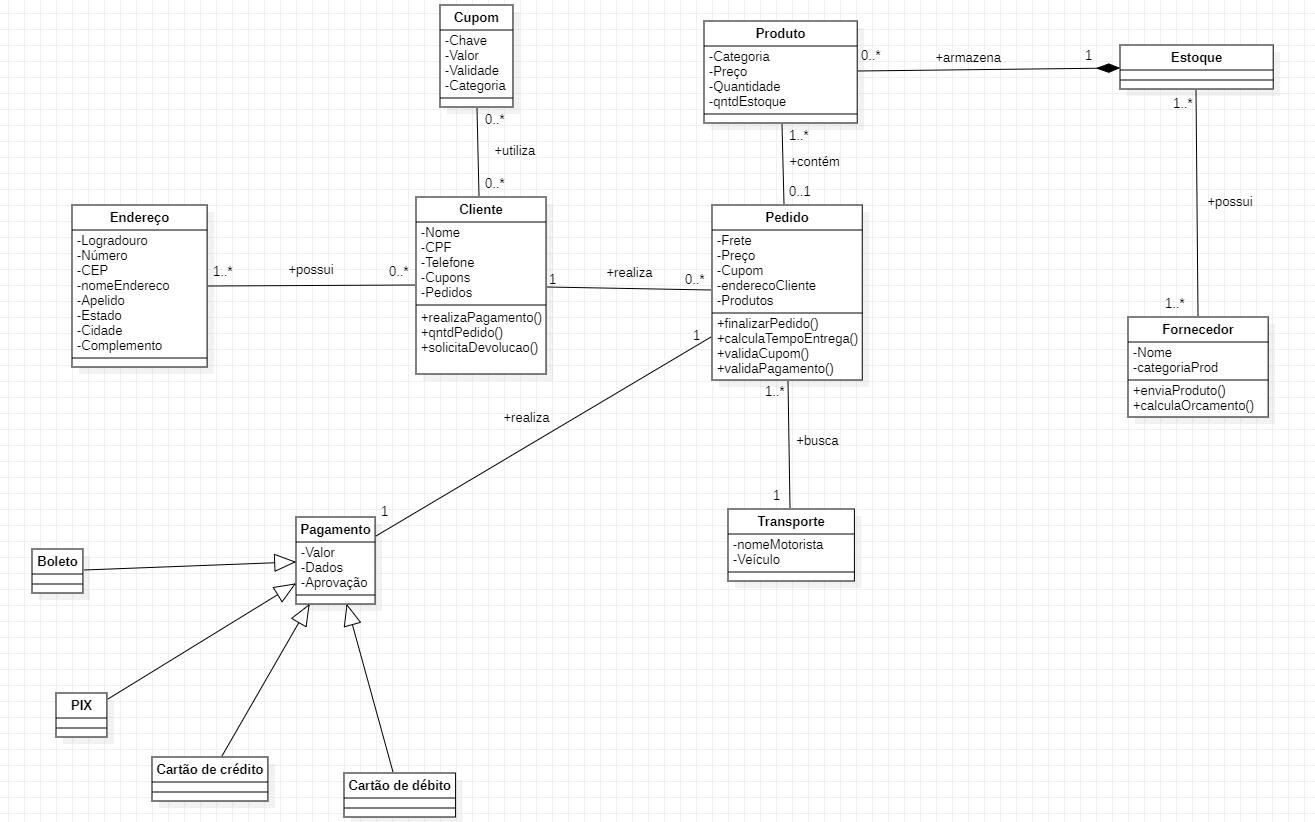 Cupom
-Chave
-Valor
-Validade
-Categoria
0..*
+utiliza
0..*
Produto
-Categoria
-Preço
-Quantidade
-qntdEstoque
0..*
+armazena
1
Estoque
1..*
+possui
1..*
1..*
+contém
0..1
Endereço
-Logradouro
-Número
-CEP
-nomeEndereco
-Apelido
-Estado
-Cidade
-Complemento
1..*
+possui
0..*
Cliente
-Nome
-CPF
-Telefone
-Cupons
-Pedidos
+realizaPagamento()
+qntdPedido()
+solicitaDevolucao()
1
+realiza
0..*
Pedido
-Frete
-Preço
-Cupom
-enderecoCliente
-Produtos
+finalizarPedido()
+calculaTempoEntrega()
+validaCupom()
+validaPagamento()
Fornecedor
-Nome
-categoriaProd
+enviaProduto()
+calculaOrcamento()
1
+realiza
1
1..*
+busca
1
Transporte
-nomeMotorista
-Veículo
Pagamento
-Valor
-Dados
-Aprovação
Boleto
PIX
Cartão de crédito
Cartão de débito